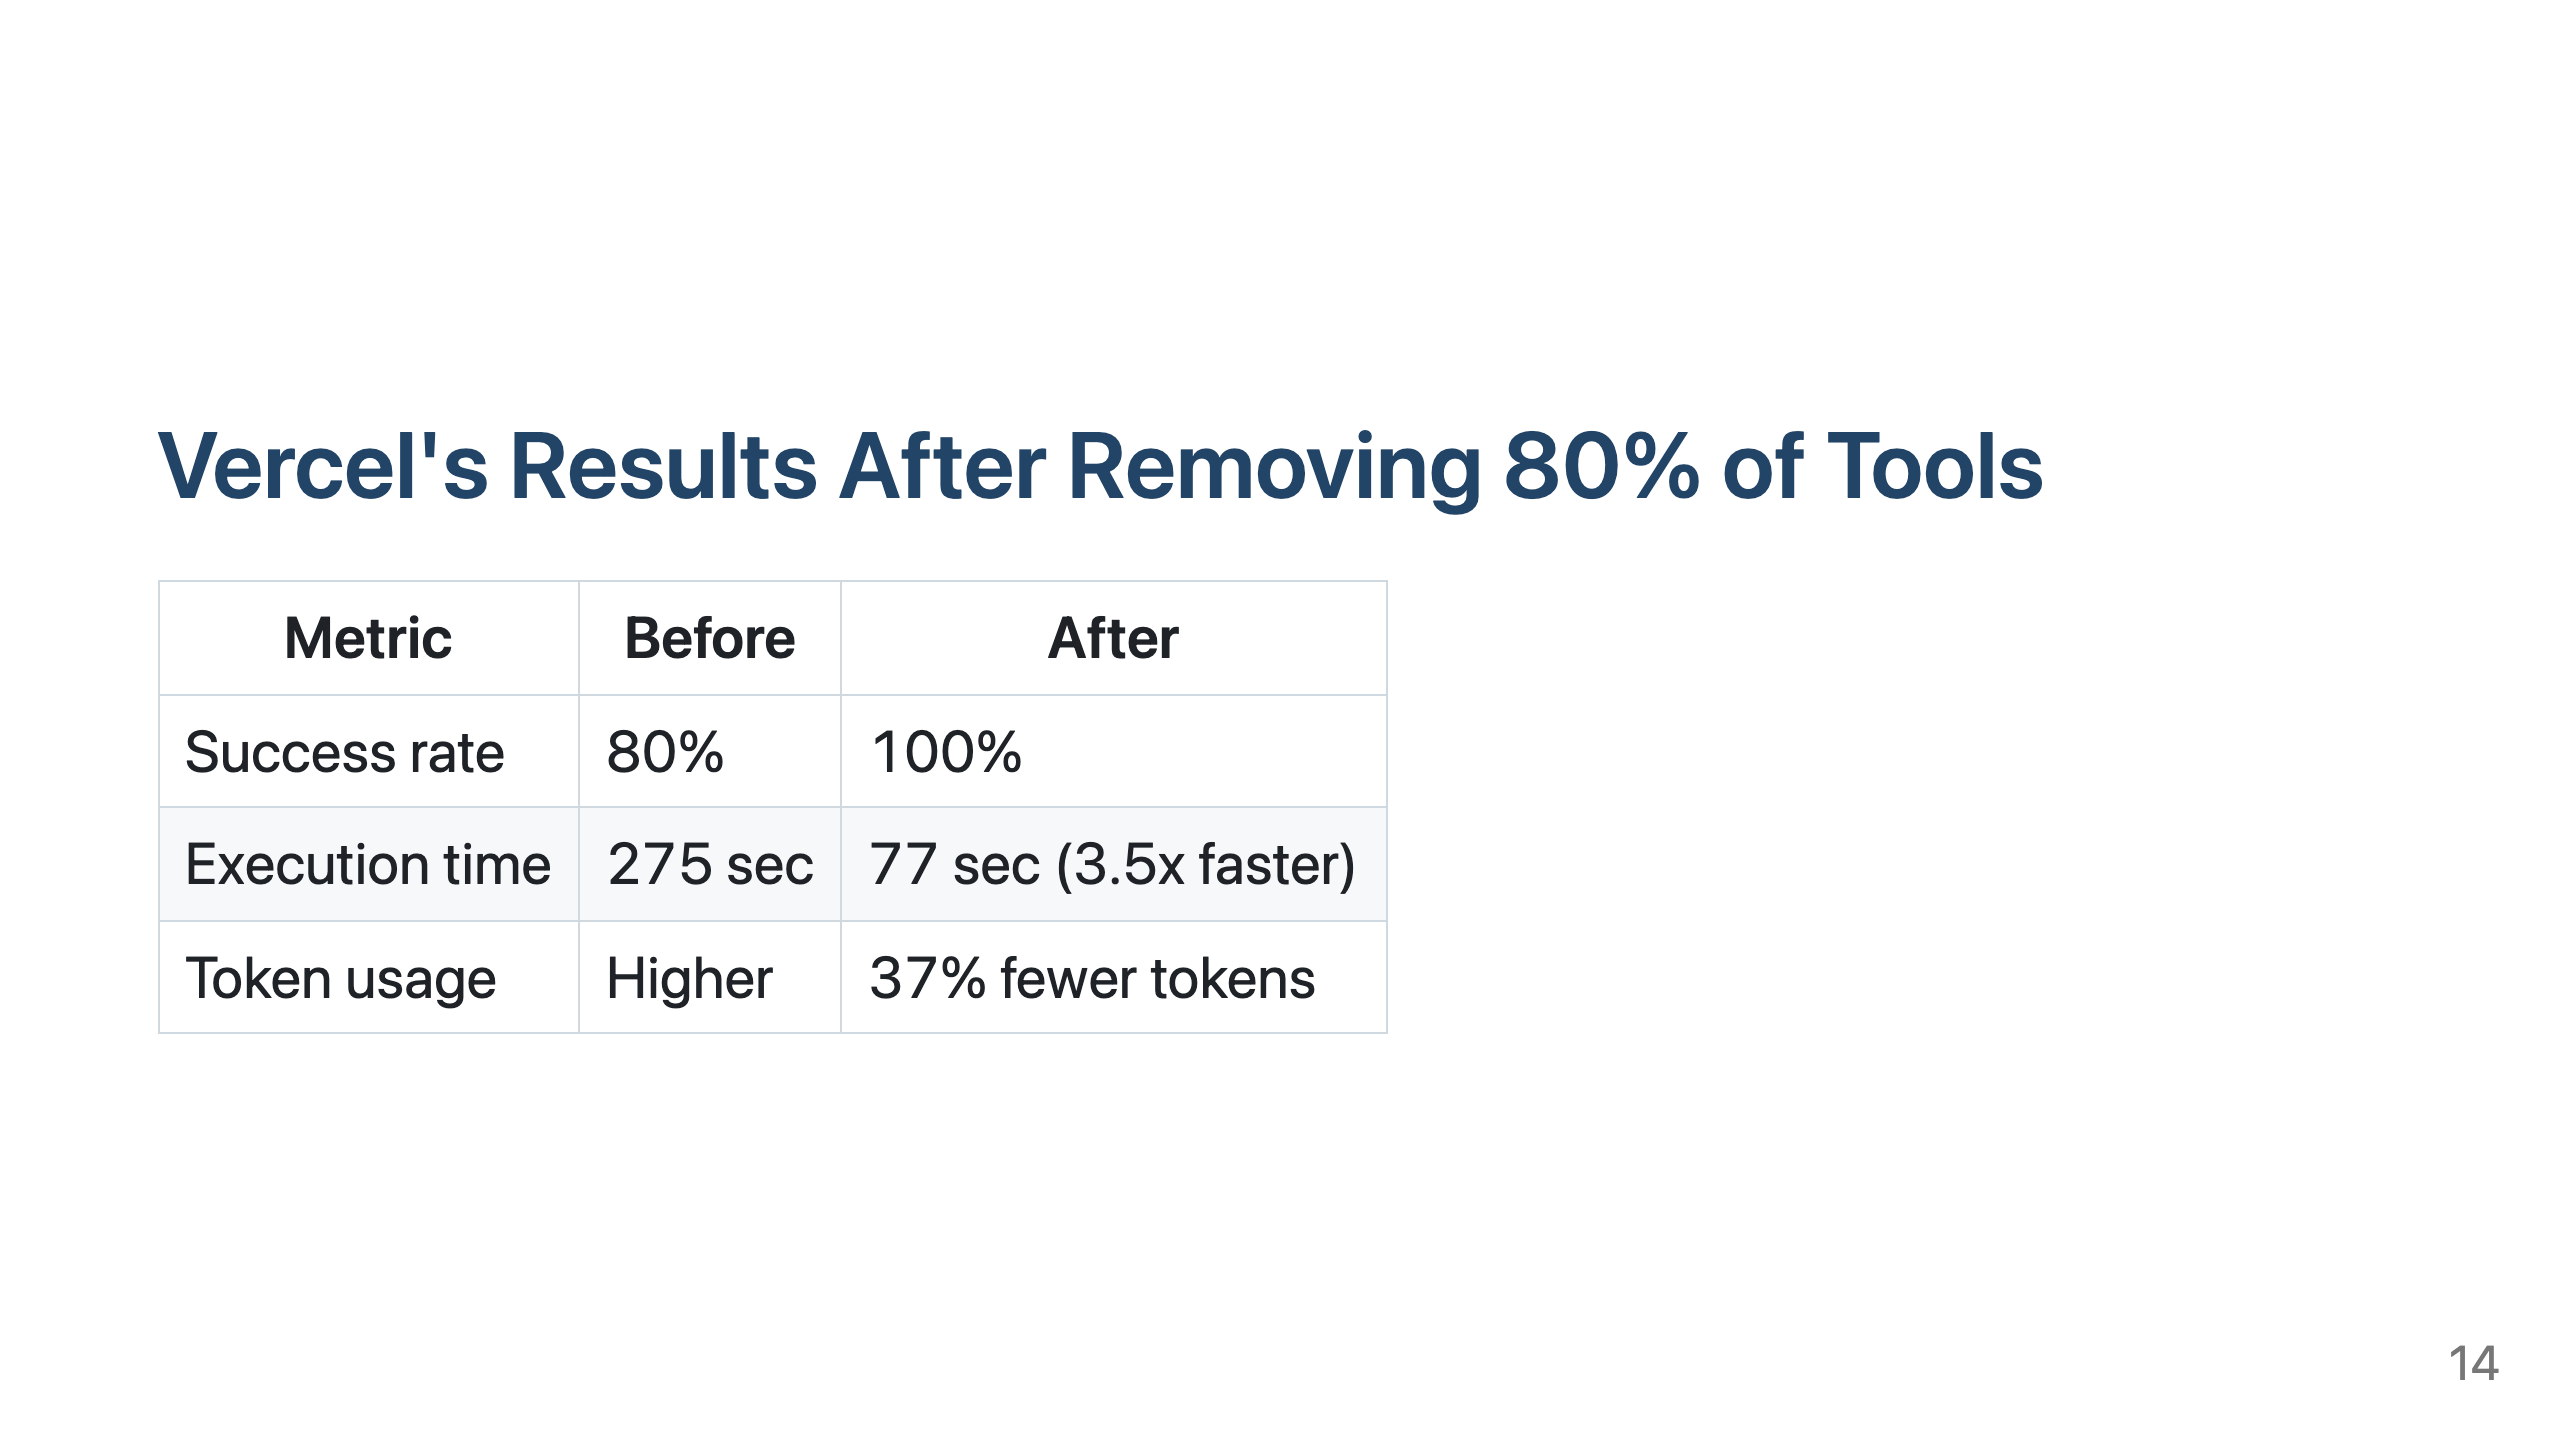 Vercel's Results After Removing 80% of Tools
Metric Before After
Success rate 80% 100%
Execution time 275 sec 77 sec (3.5x faster)
Token usage Higher 37% fewer tokens
14